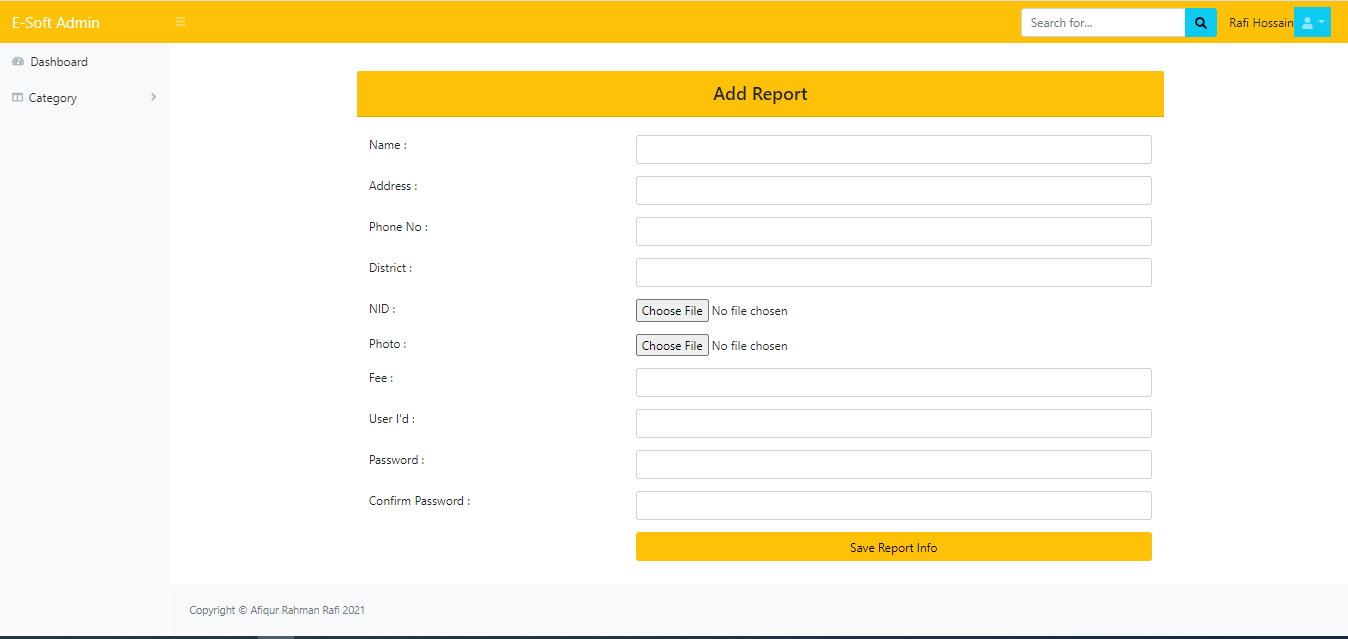 E-Soft Admin
Search for...
Rafi Hossain
Dashboard
Category
Add Report
Name :
Address :
Phone No :
District :
NID :
Choose File No file chosen
Photo :
Choose File No file chosen
Fee :
User I'd :
Password :
Confirm Password :
Save Report Info
Copyright © Afiqur Rahman Rafi 2021